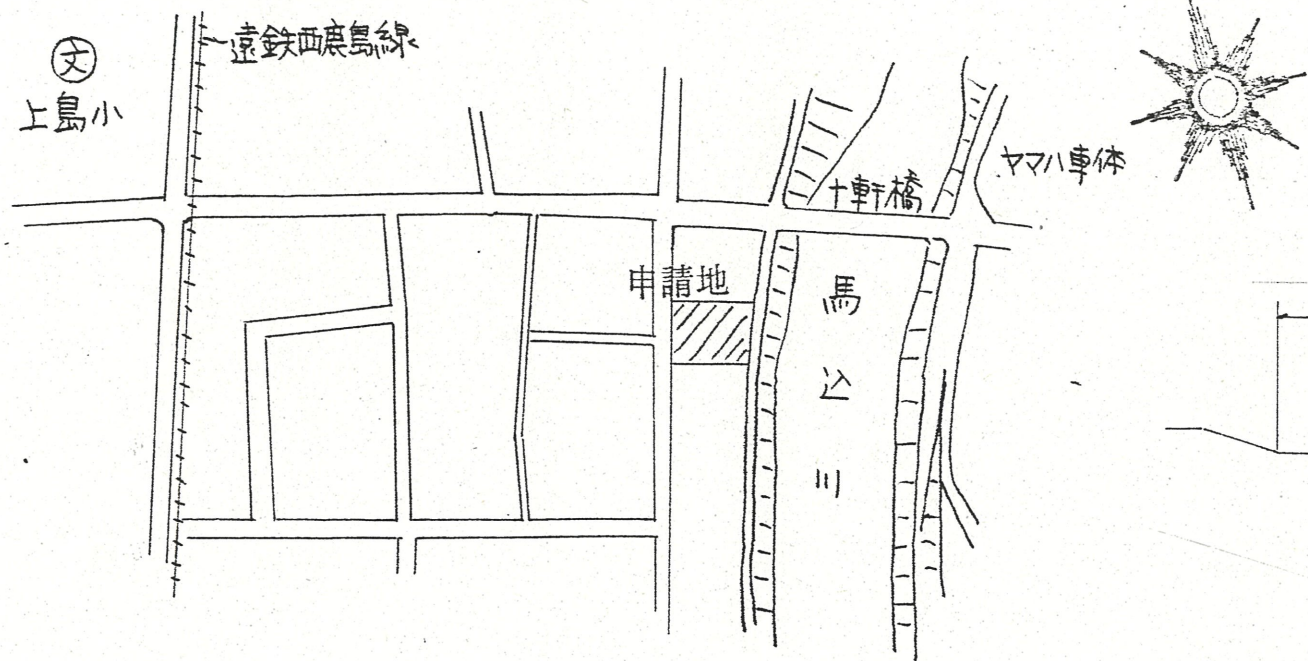 遠鉄西鹿島線
文
上島小
ヤマハ車体
十軒橋
申請地
馬込川